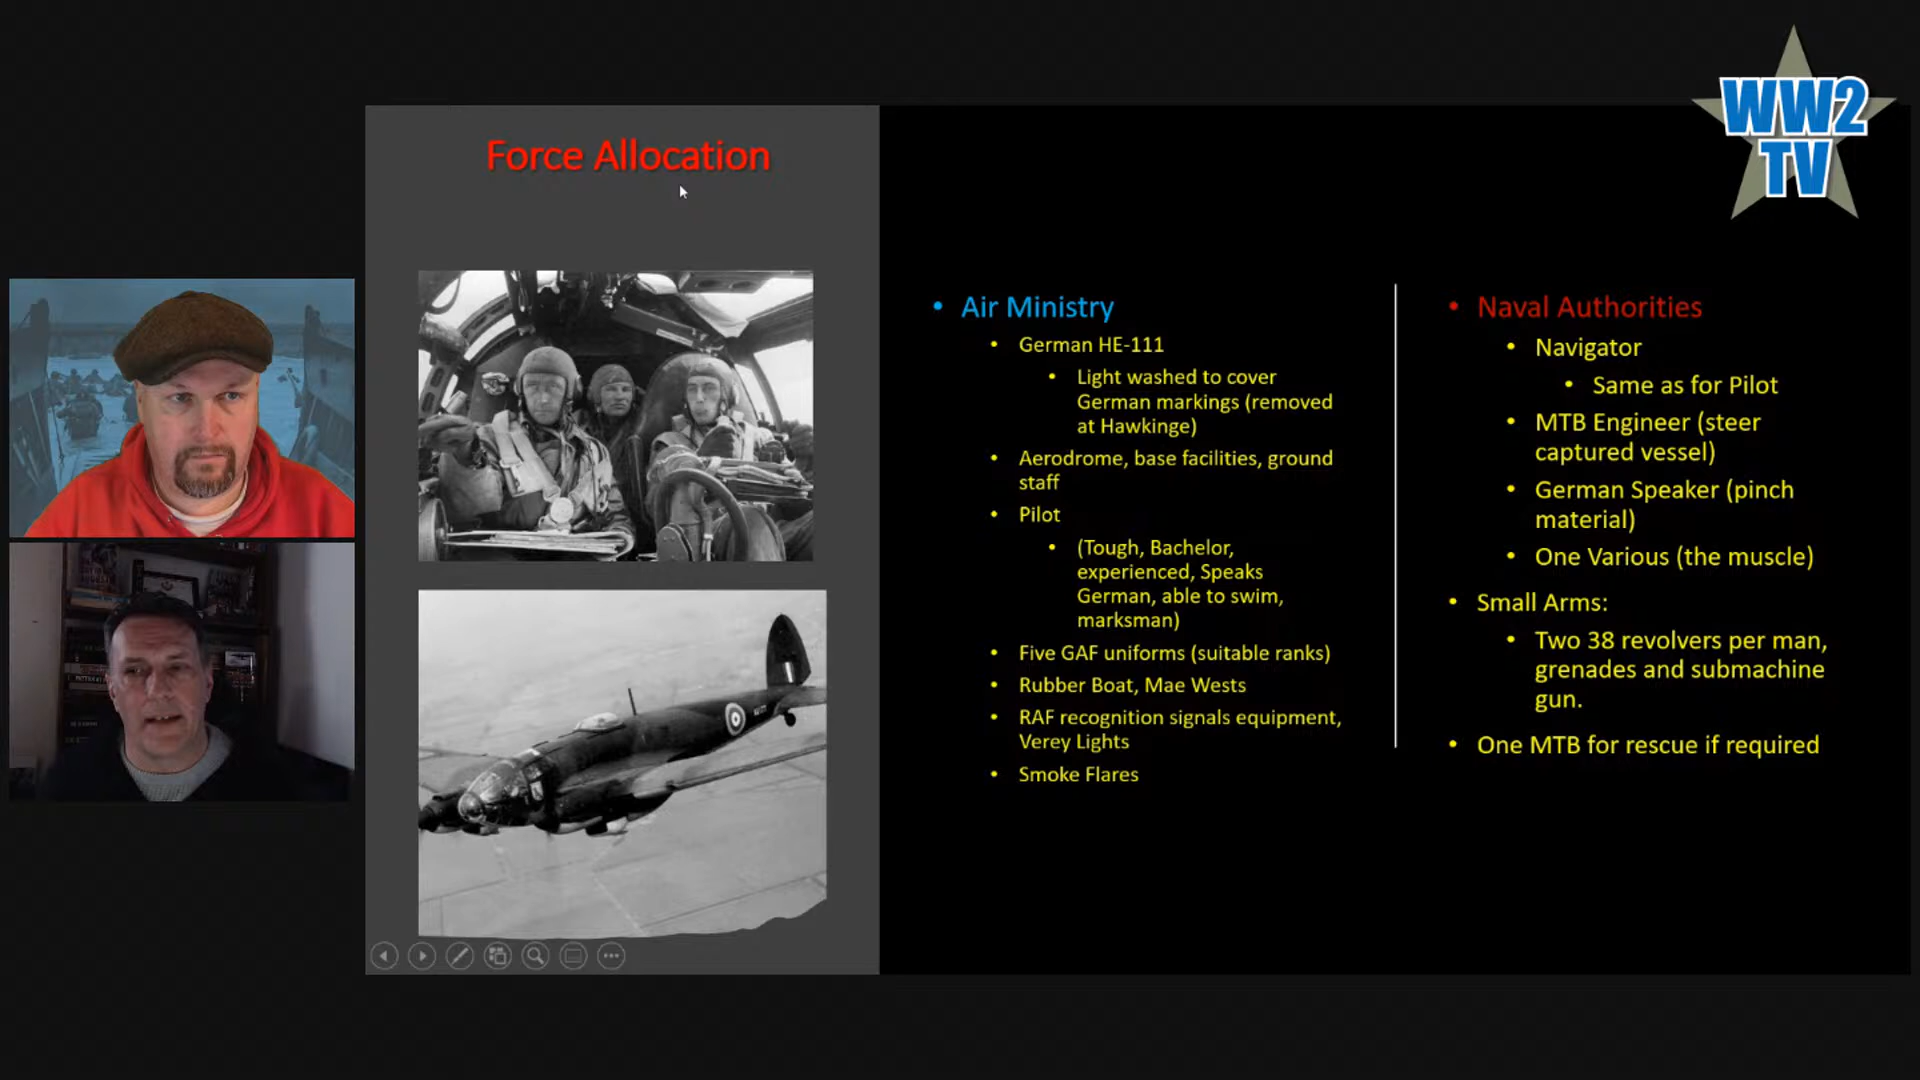 WW2
TV
Force Allocation
• Air Ministry
• German HE-111
• Light washed to cover
German markings (removed
at Hawkinge)
• Aerodrome, base facilities, ground
staff
• Pilot
• (Tough, Bachelor,
experienced, Speaks
German, able to swim,
marksman)
• Five GAF uniforms (suitable ranks)
• Rubber Boat, Mae Wests
• RAF recognition signals equipment,
Verey Lights
• Smoke Flares
• Naval Authorities
• Navigator
• Same as for Pilot
• MTB Engineer (steer
captured vessel)
• German Speaker (pinch
material)
• One Various (the muscle)
• Small Arms:
• Two 38 revolvers per man,
grenades and submachine
gun.
• One MTB for rescue if required